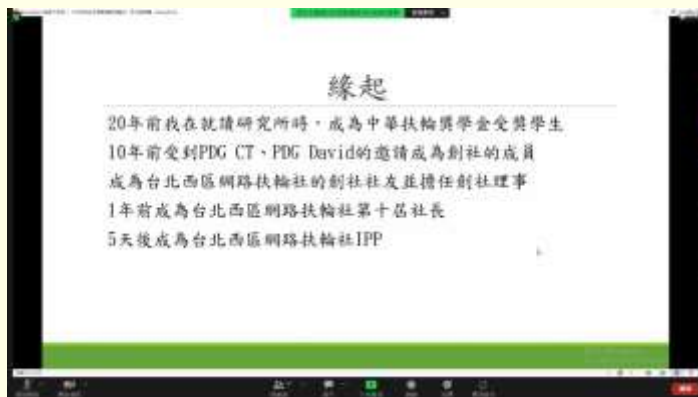 緣起
20年前我在就讀研究所時，成為中華扶輪獎學金受獎學生
10年前受到PDG CT、PDG David的邀請成為創社的成員
成為台北西區網路扶輪社的創社社友並擔任創社理事
1年前成為台北西區網路扶輪社第十屆社長
5天後成為台北西區網路扶輪社IPP